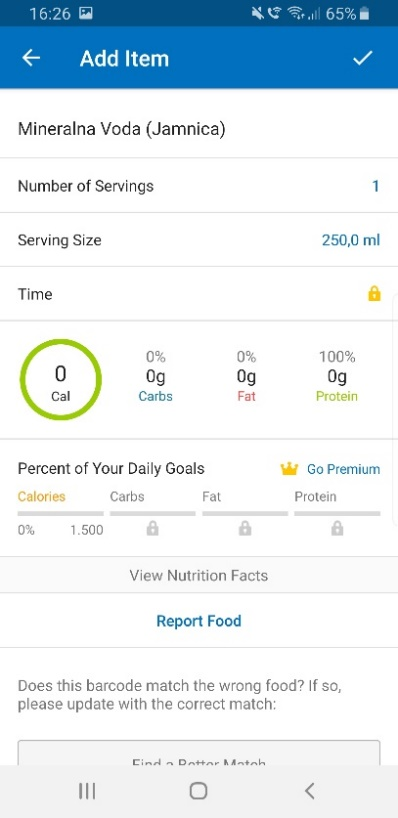 16:26 65%
Add Item
Mineralna Voda (Jamnica)
Number of Servings 1
Serving Size 250,0 ml
Time
0% 0% 100%
0 0g 0g 0g
Cal Carbs Fat Protein
Percent of Your Daily Goals Go Premium
Calories Carbs Fat Protein
0% 1.500
View Nutrition Facts
Report Food
Does this barcode match the wrong food? If so,
please update with the correct match:
Find a Better Match